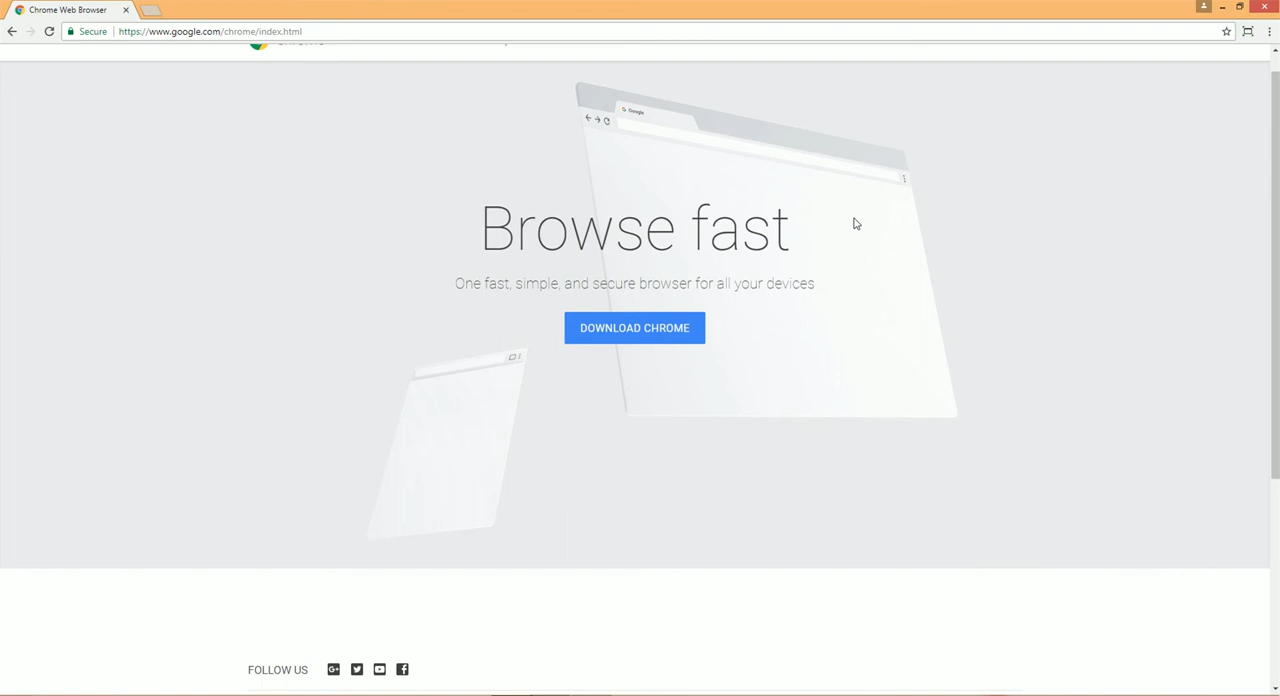 Chrome Web Browser
Secure
https://www.google.com/chrome/index.html
Google
Browse fast
One fast, simple, and secure browser for all your devices
DOWNLOAD CHROME
FOLLOW US